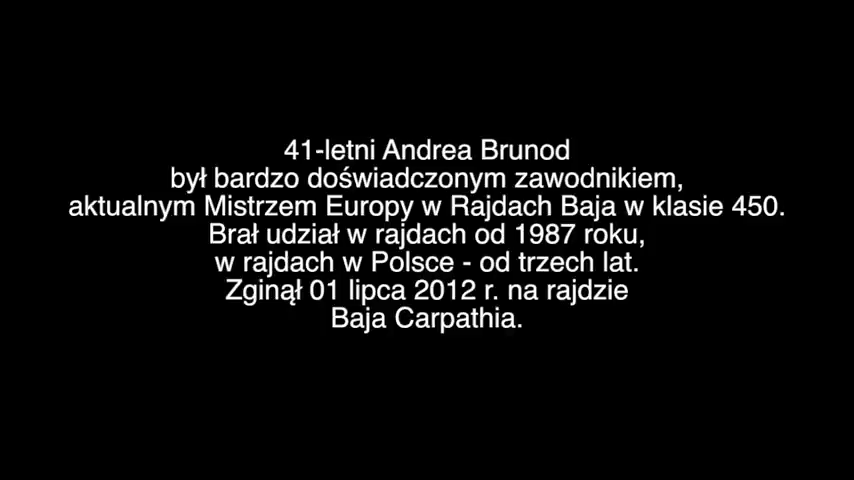 41-letni Andrea Brunod
był bardzo doświadczonym zawodnikiem,
aktualnym Mistrzem Europy w Rajdach Baja w klasie 450.
Brał udział w rajdach od 1987 roku,
w rajdach w Polsce - od trzech lat.
Zginął 01 lipca 2012 r. na rajdzie
Baja Carpathia.